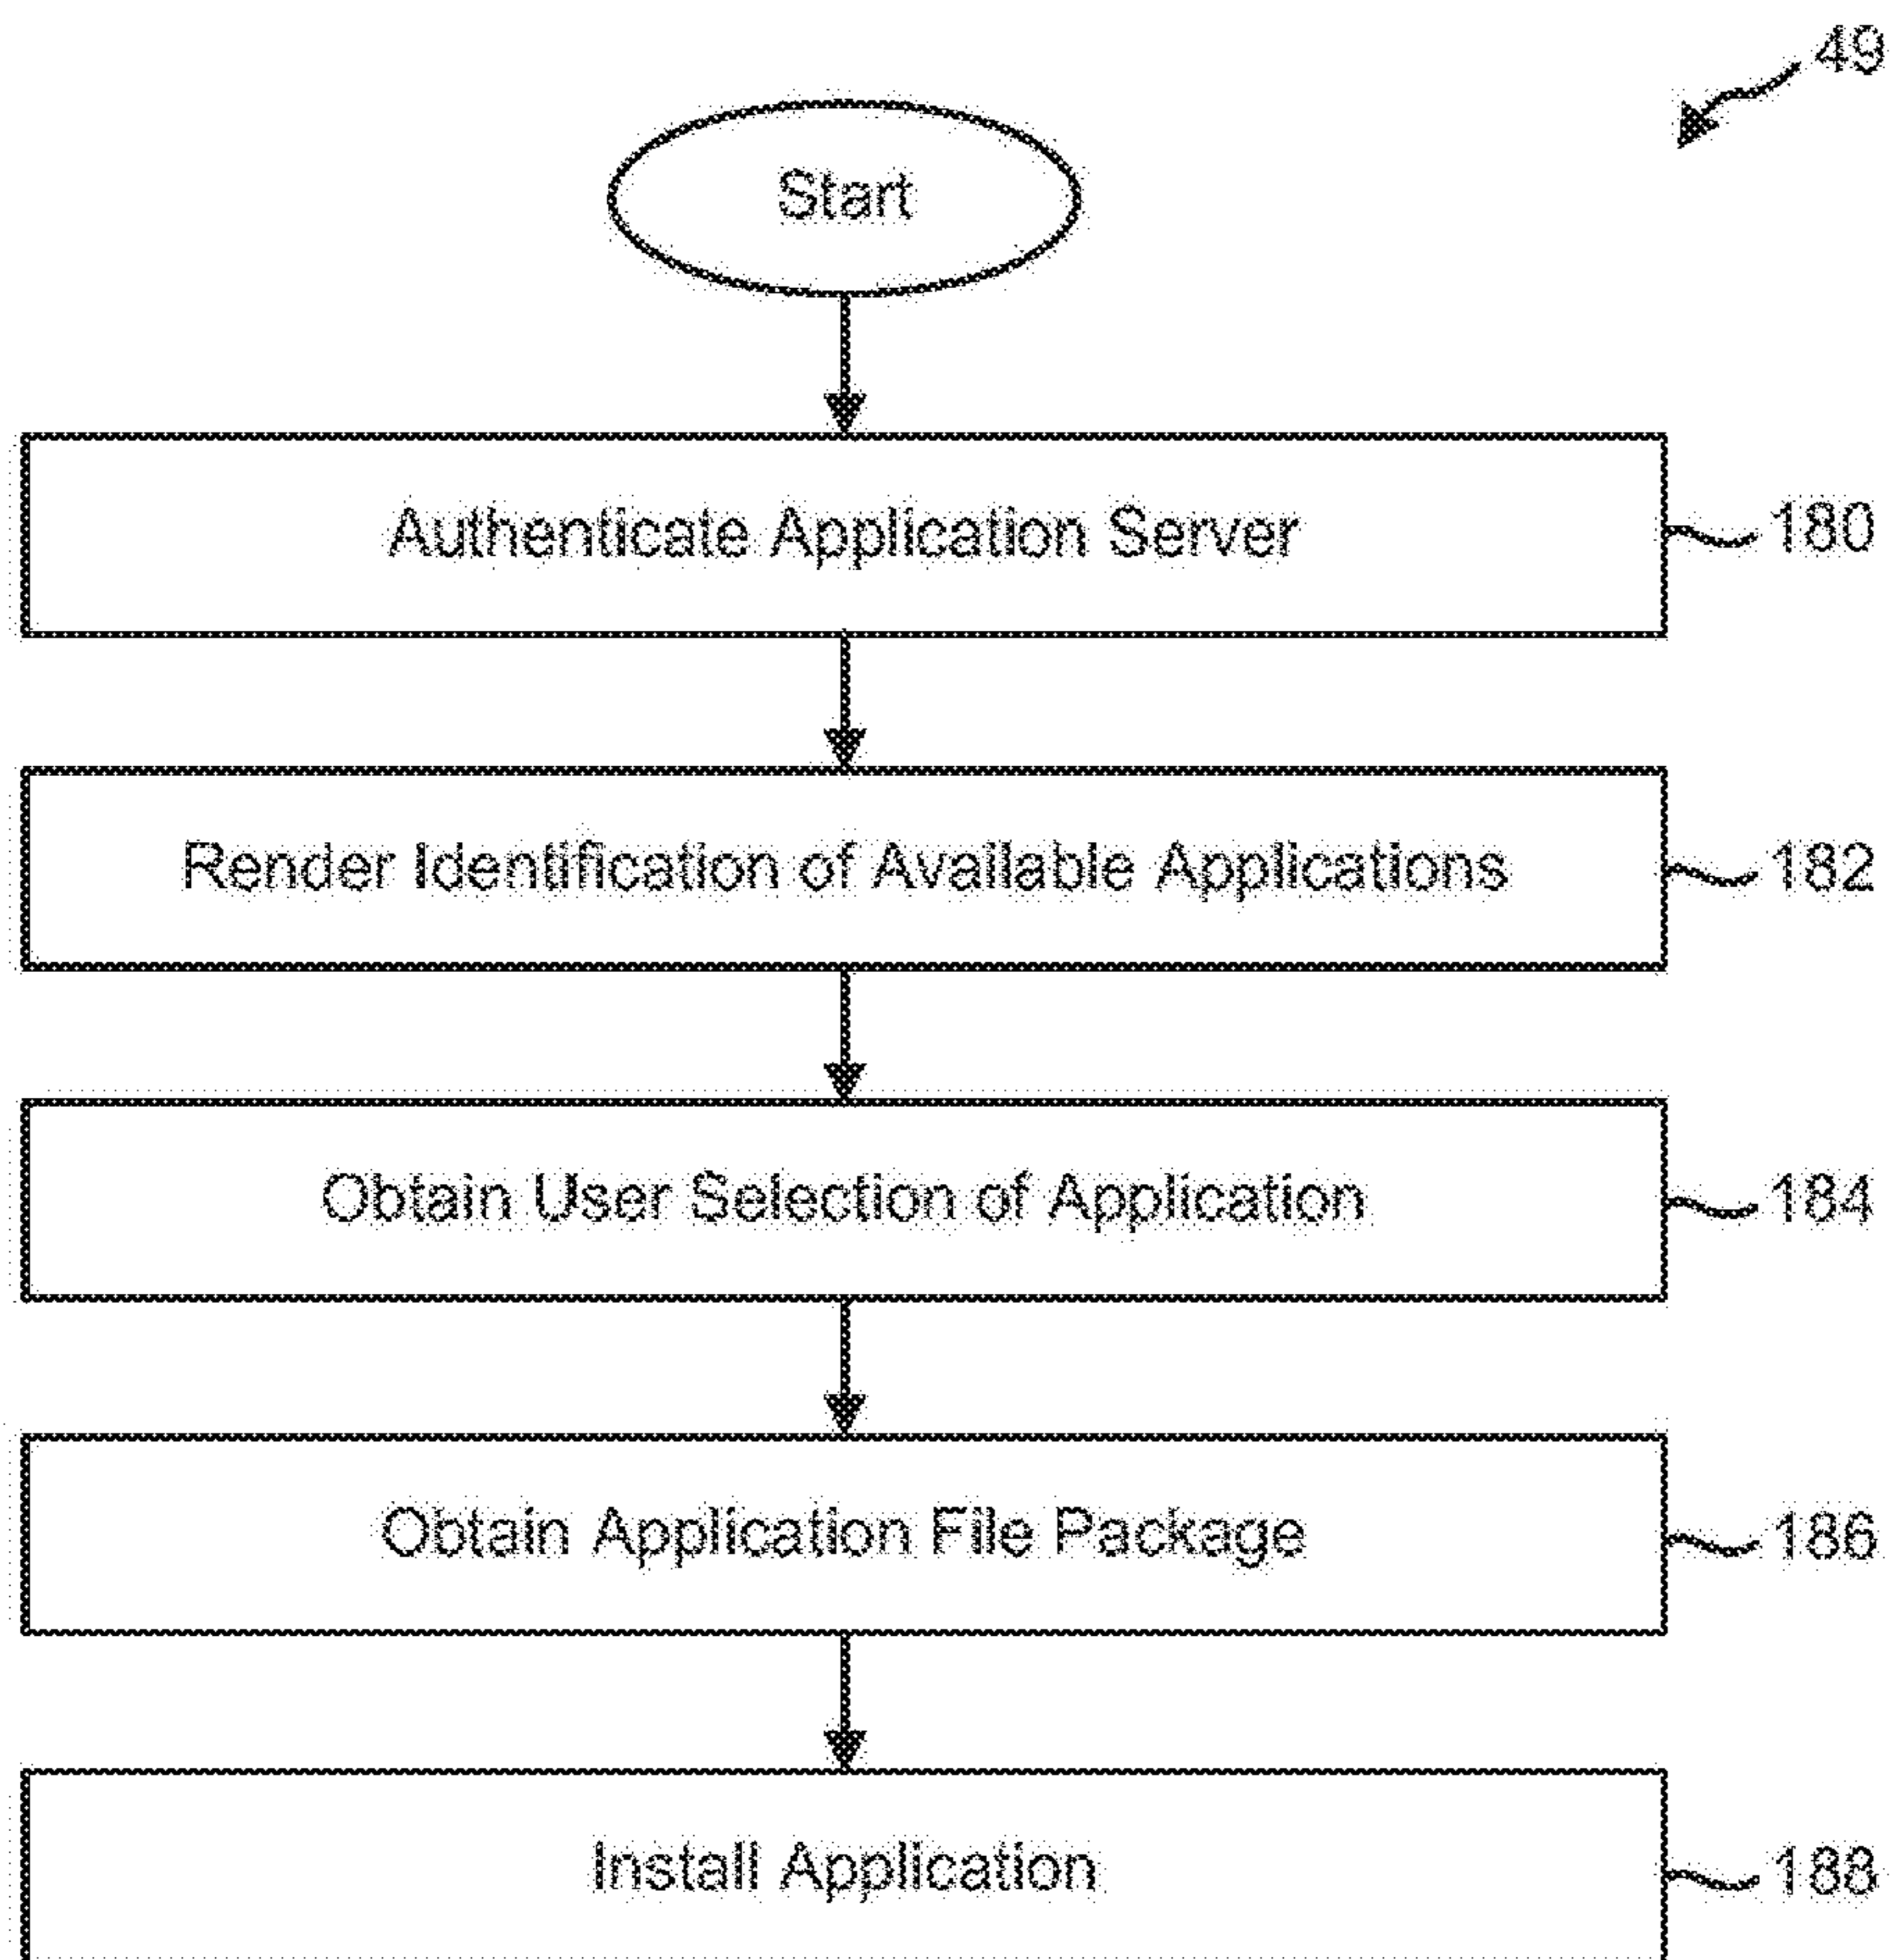 49
Start
Authenticate Application Server
180
Render Identification of Available Applications
182
Obtain User Selection of Application
184
Obtain Application File Package
186
Install Application
188